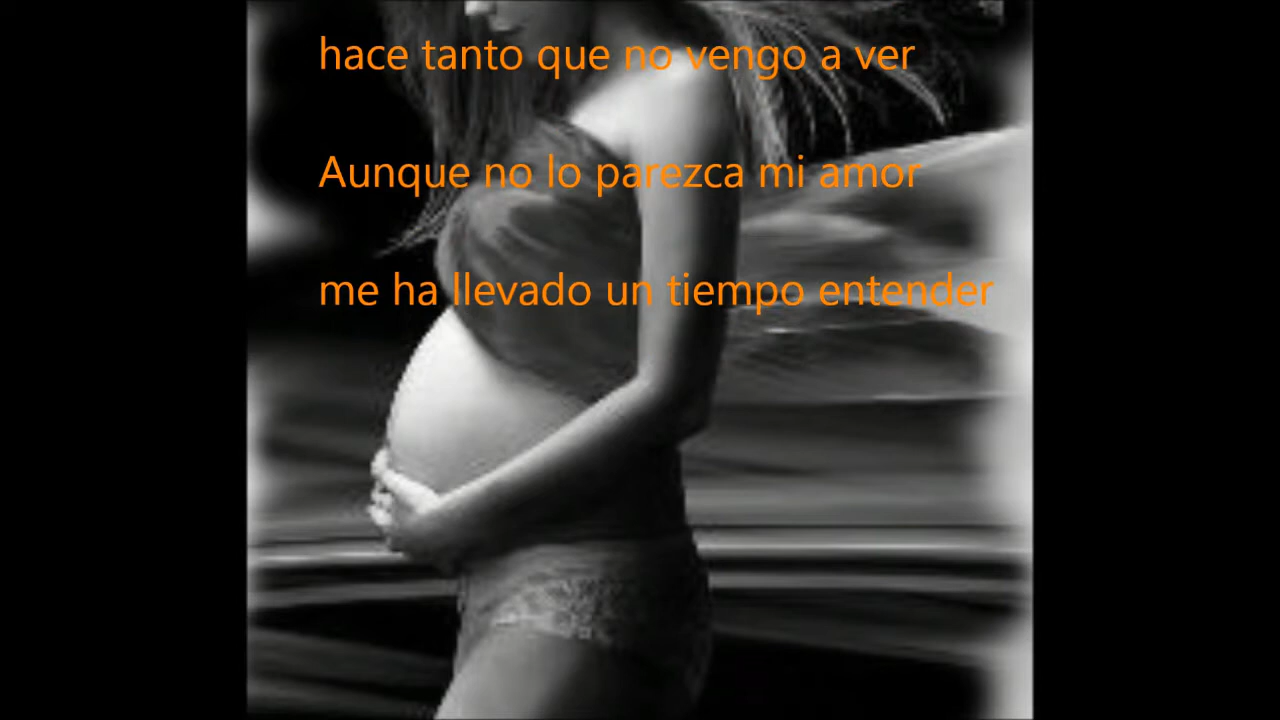 hace tanto que no vengo a ver
Aunque no lo parezca mi amor
me ha llevado un tiempo entender